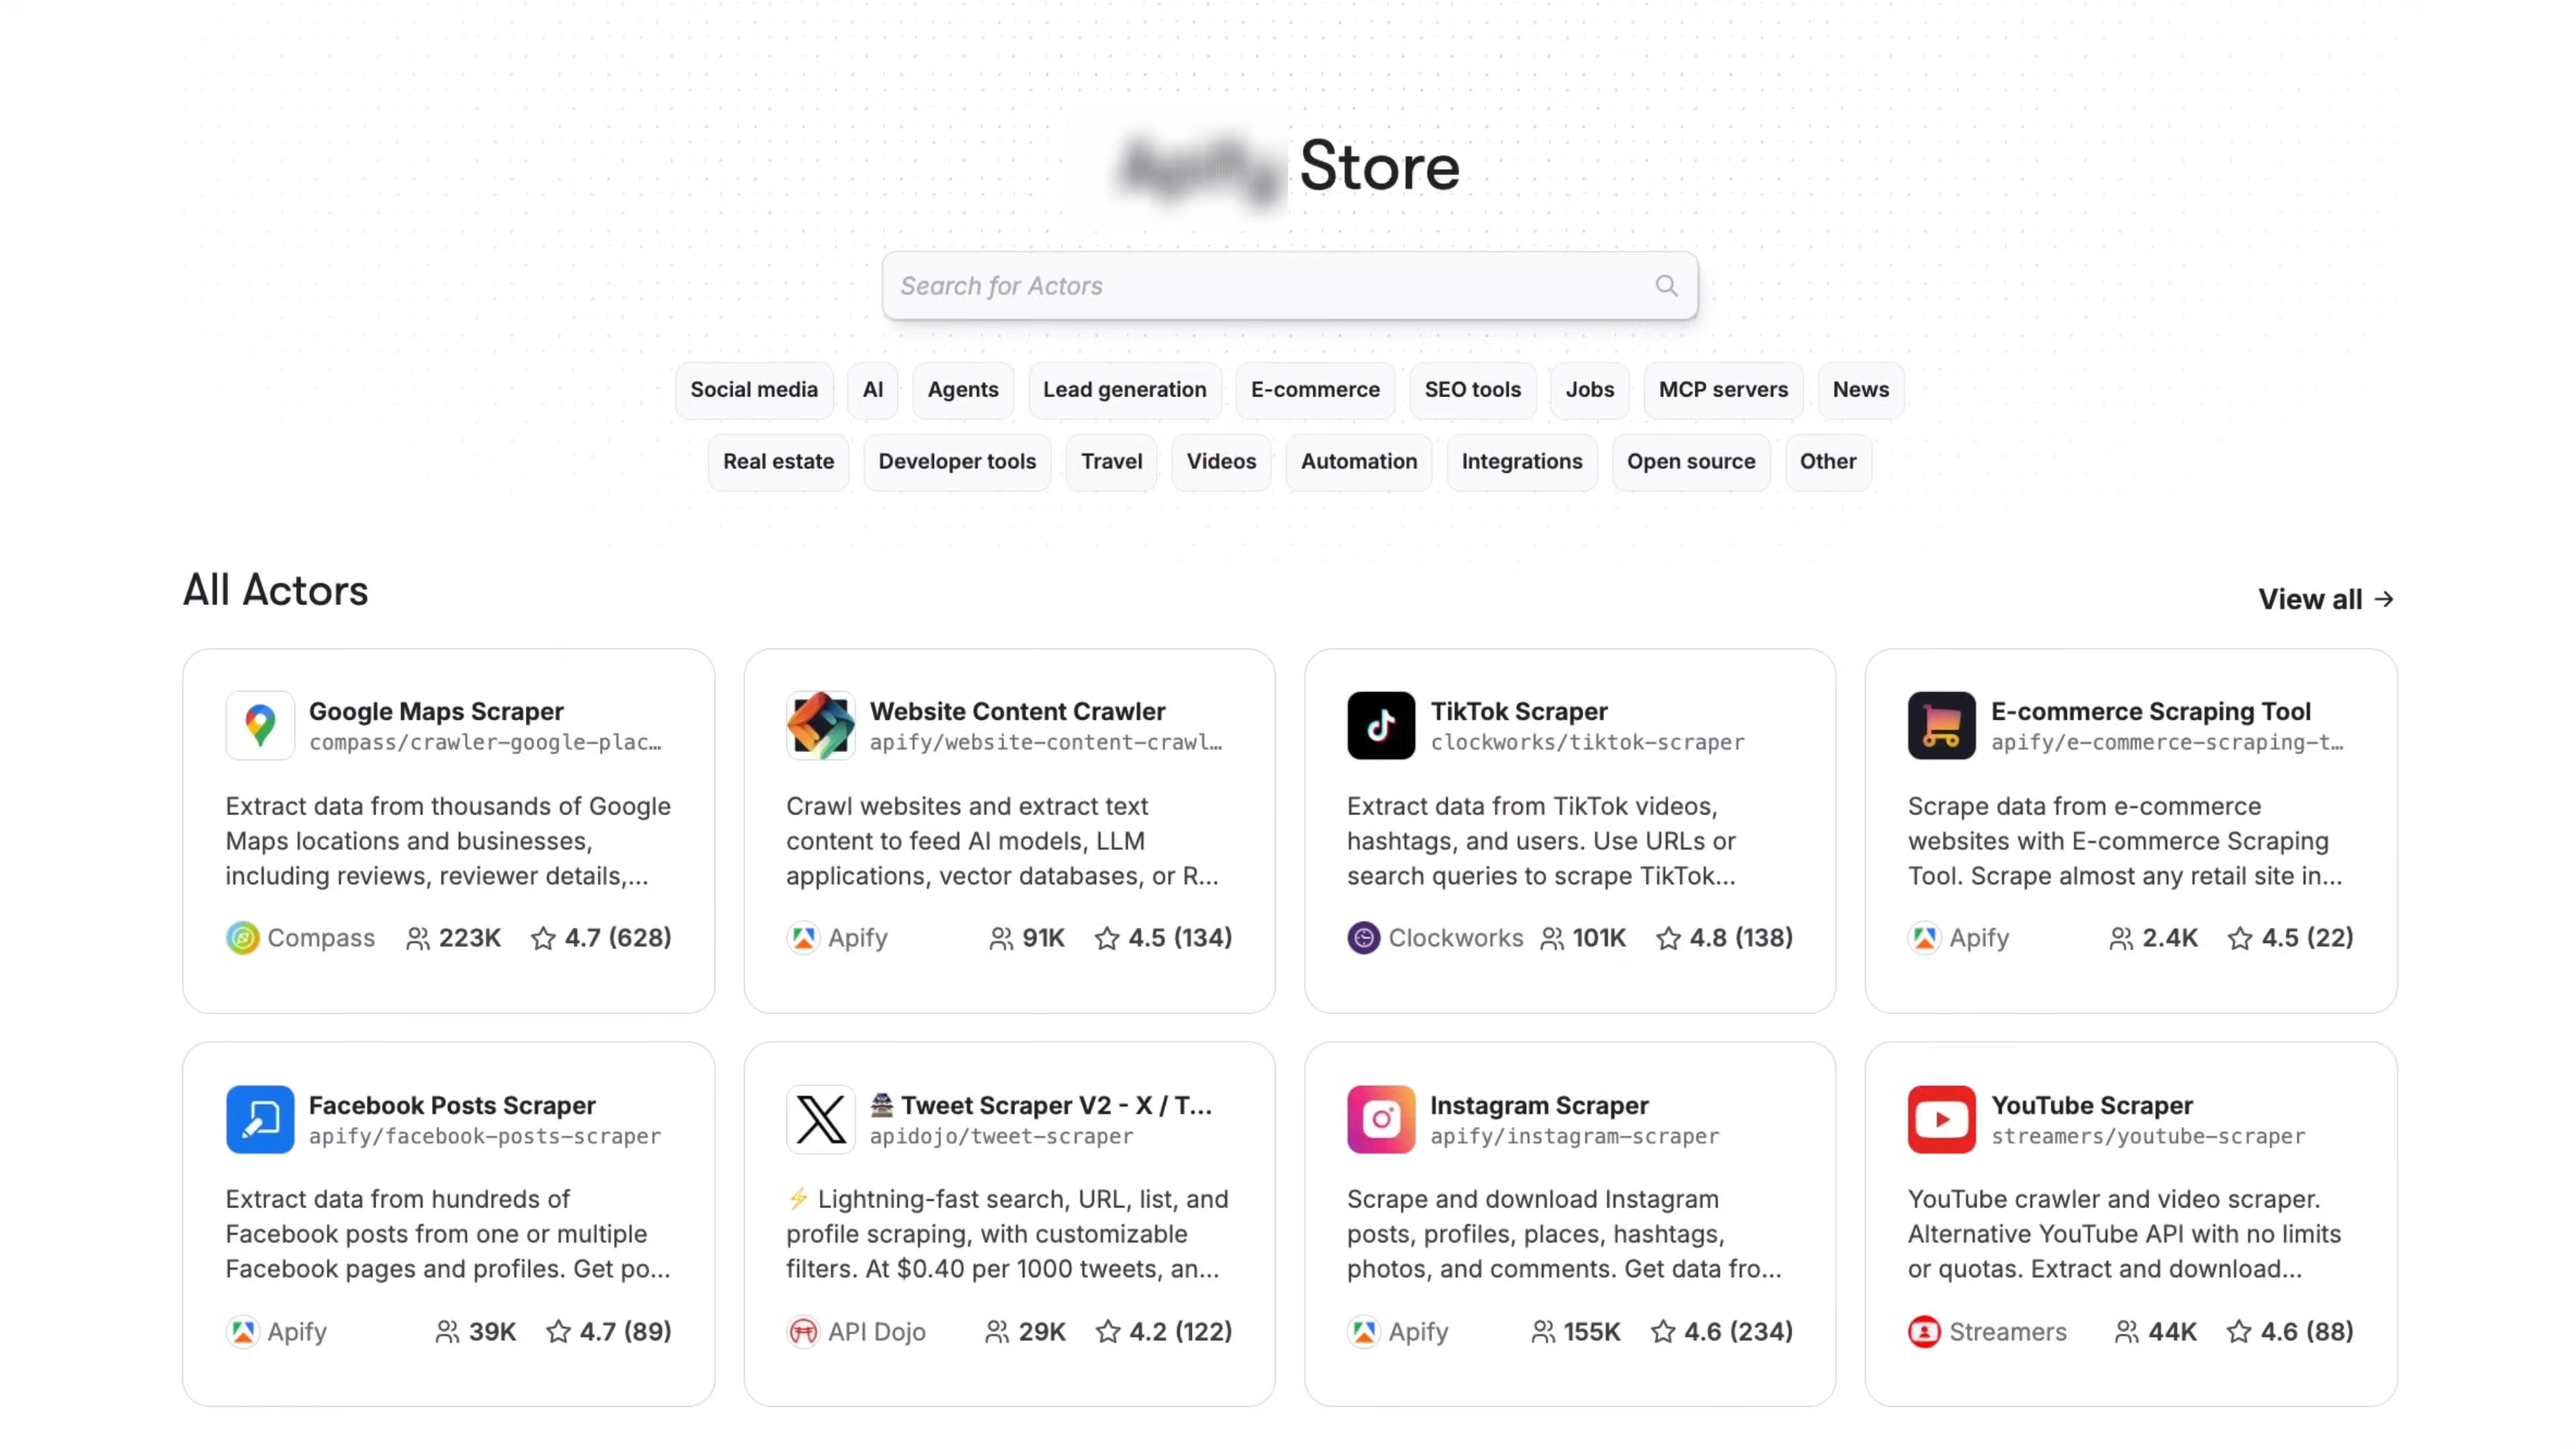 Store
Search for Actors
Social media AI Agents Lead generation E-commerce SEO tools Jobs MCP servers News
Real estate Developer tools Travel Videos Automation Integrations Open source Other
All Actors
View all →
Google Maps Scraper
compass/crawler-google-plac...
Extract data from thousands of Google
Maps locations and businesses,
including reviews, reviewer details,...
Compass 223K 4.7 (628)
Website Content Crawler
apify/website-content-crawl...
Crawl websites and extract text
content to feed AI models, LLM
applications, vector databases, or R...
Apify 91K 4.5 (134)
TikTok Scraper
clockworks/tiktok-scraper
Extract data from TikTok videos,
hashtags, and users. Use URLs or
search queries to scrape TikTok...
Clockworks 101K 4.8 (138)
E-commerce Scraping Tool
apify/e-commerce-scraping-t...
Scrape data from e-commerce
websites with E-commerce Scraping
Tool. Scrape almost any retail site in...
Apify 2.4K 4.5 (22)
Facebook Posts Scraper
apify/facebook-posts-scraper
Extract data from hundreds of
Facebook posts from one or multiple
Facebook pages and profiles. Get po...
Apify 39K 4.7 (89)
🏯 Tweet Scraper V2 - X / T...
apidojo/tweet-scraper
⚡ Lightning-fast search, URL, list, and
profile scraping, with customizable
filters. At $0.40 per 1000 tweets, an...
API Dojo 29K 4.2 (122)
Instagram Scraper
apify/instagram-scraper
Scrape and download Instagram
posts, profiles, places, hashtags,
photos, and comments. Get data fro...
Apify 155K 4.6 (234)
YouTube Scraper
streamers/youtube-scraper
YouTube crawler and video scraper.
Alternative YouTube API with no limits
or quotas. Extract and download...
Streamers 44K 4.6 (88)